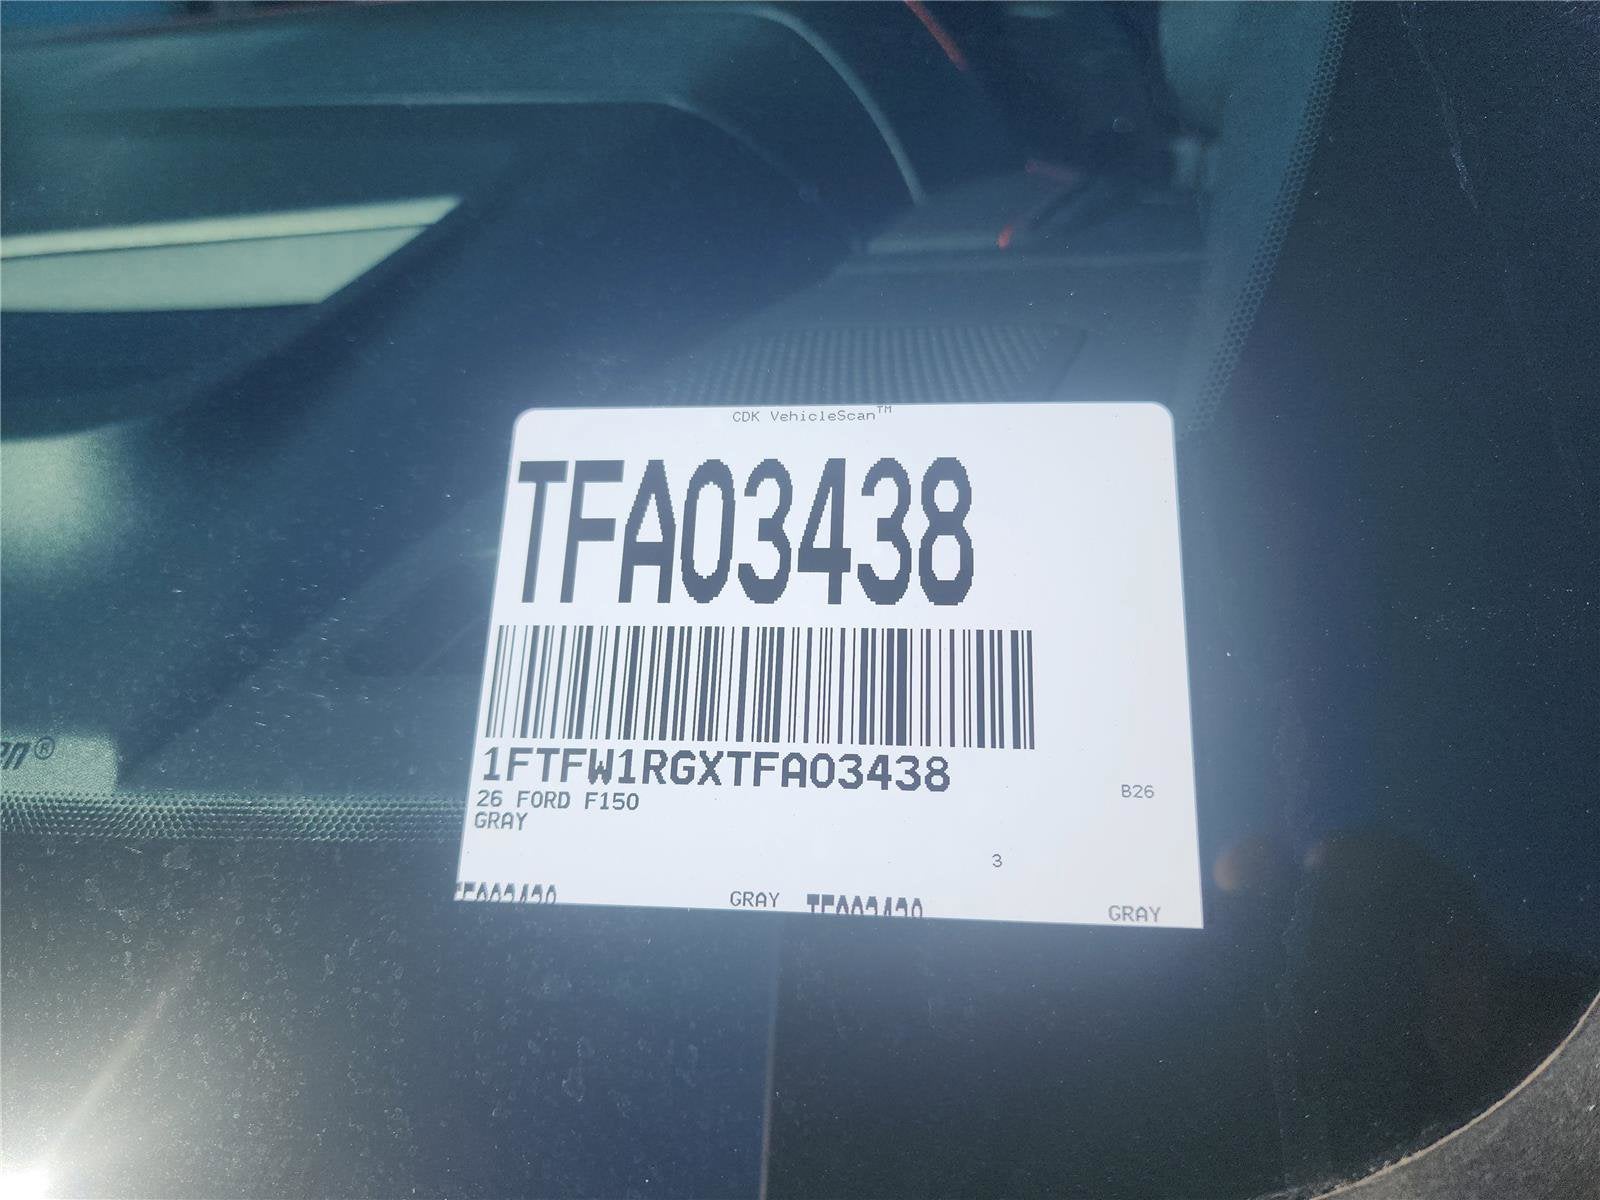 CDK VehicleScan™
TFA03438
1FTFW1RGXTFA03438
26 FORD F150
B26
GRAY
3
GRAY
GRAY